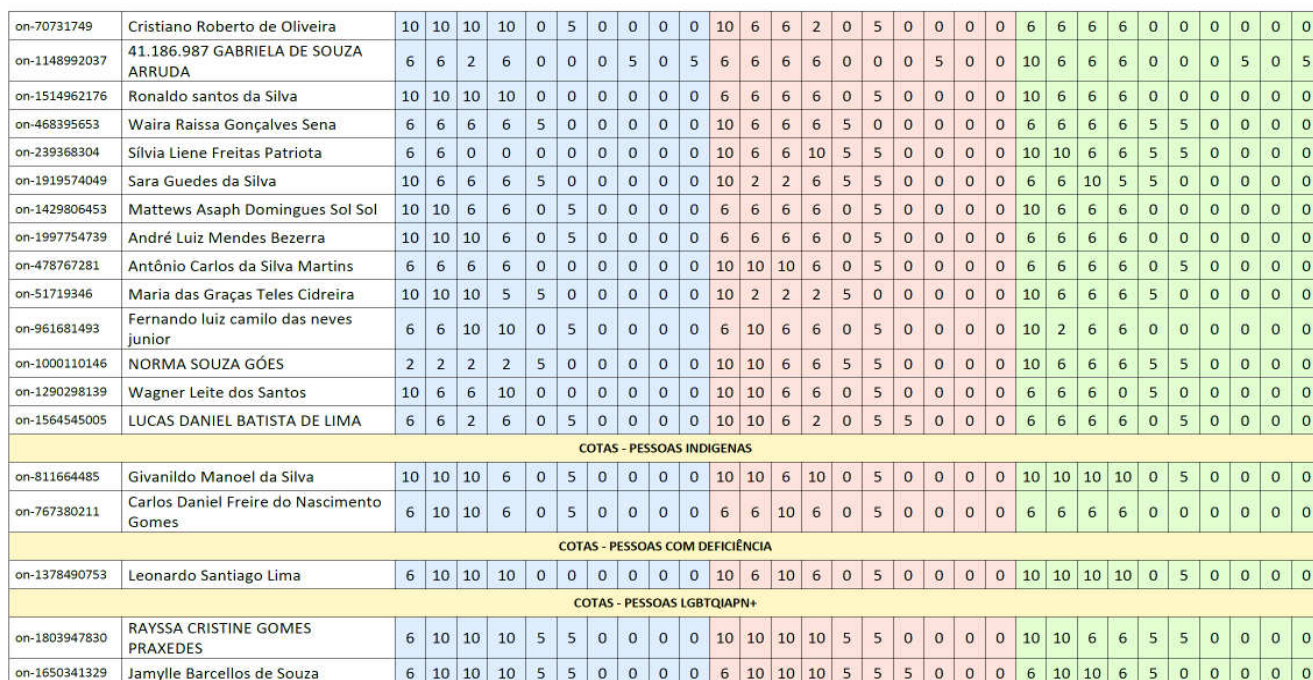 on-70731749 Cristiano Roberto de Oliveira 10 10 10 10 0 5 0 0 0 0 10 6 6 2 0 5 0 0 0 0 6 6 6 6 0 0 0 0 0 0
on-1148992037 41.186.987 GABRIELA DE SOUZA
ARRUDA 6 6 2 6 0 0 0 5 0 5 6 6 6 6 0 0 0 5 0 0 10 6 6 6 0 0 0 5 0 5
on-1514962176 Ronaldo santos da Silva 10 10 10 10 0 0 0 0 0 0 6 6 6 6 0 5 0 0 0 0 10 6 6 6 0 0 0 0 0 0
on-468395653 Waira Raissa Gonçalves Sena 6 6 6 6 5 0 0 0 0 0 10 6 6 6 5 0 0 0 0 0 6 6 6 6 5 5 0 0 0 0
on-239368304 Sílvia Liene Freitas Patriota 6 6 0 0 0 0 0 0 0 0 10 6 6 10 5 5 0 0 0 0 10 10 6 6 5 5 0 0 0 0
on-1919574049 Sara Guedes da Silva 10 6 6 6 5 0 0 0 0 0 10 2 2 6 5 5 0 0 0 0 6 6 10 5 5 0 0 0 0 0
on-1429806453 Mattews Asaph Domingues Sol Sol 10 10 6 6 0 5 0 0 0 0 6 6 6 6 0 5 0 0 0 0 10 6 6 6 0 0 0 0 0 0
on-1997754739 André Luiz Mendes Bezerra 10 10 10 6 0 5 0 0 0 0 6 6 6 6 0 5 0 0 0 0 6 6 6 6 0 0 0 0 0 0
on-478767281 Antônio Carlos da Silva Martins 6 6 6 6 0 0 0 0 0 0 10 10 10 6 0 5 0 0 0 0 6 6 6 6 0 5 0 0 0 0
on-51719346 Maria das Graças Teles Cidreira 10 10 10 5 5 0 0 0 0 0 10 2 2 2 5 0 0 0 0 0 10 6 6 6 5 0 0 0 0 0
on-961681493 Fernando luiz camilo das neves
junior 6 6 10 10 0 5 0 0 0 0 6 10 6 6 0 5 0 0 0 0 10 2 6 6 0 0 0 0 0 0
on-1000110146 NORMA SOUZA GÓES 2 2 2 2 5 0 0 0 0 0 10 10 6 6 5 5 0 0 0 0 10 6 6 6 5 5 0 0 0 0
on-1290298139 Wagner Leite dos Santos 10 6 6 10 0 0 0 0 0 0 10 10 6 6 0 5 0 0 0 0 6 6 6 0 5 0 0 0 0 0
on-1564545005 LUCAS DANIEL BATISTA DE LIMA 6 6 2 6 0 5 0 0 0 0 10 10 6 2 0 5 5 0 0 0 6 6 6 6 0 5 0 0 0 0
COTAS - PESSOAS INDIGENAS
on-811664485 Givanildo Manoel da Silva 10 10 10 6 0 5 0 0 0 0 10 10 6 10 0 5 0 0 0 0 10 10 10 10 0 5 0 0 0 0
on-767380211 Carlos Daniel Freire do Nascimento
Gomes 6 10 10 6 0 5 0 0 0 0 6 6 10 6 0 5 0 0 0 0 6 6 6 6 0 0 0 0 0 0
COTAS - PESSOAS COM DEFICIÊNCIA
on-1378490753 Leonardo Santiago Lima 6 10 10 10 0 0 0 0 0 0 10 6 10 6 0 5 0 0 0 0 10 10 10 10 0 5 0 0 0 0
COTAS - PESSOAS LGBTQIAPN+
on-1803947830 RAYSSA CRISTINE GOMES
PRAXEDES 6 10 10 10 5 5 0 0 0 0 10 10 10 10 5 5 0 0 0 0 10 10 6 6 5 5 0 0 0 0
on-1650341329 Jamylle Barcellos de Souza 6 10 10 10 5 5 0 0 0 0 6 10 10 10 5 5 5 0 0 0 6 10 10 6 5 5 0 0 0 0